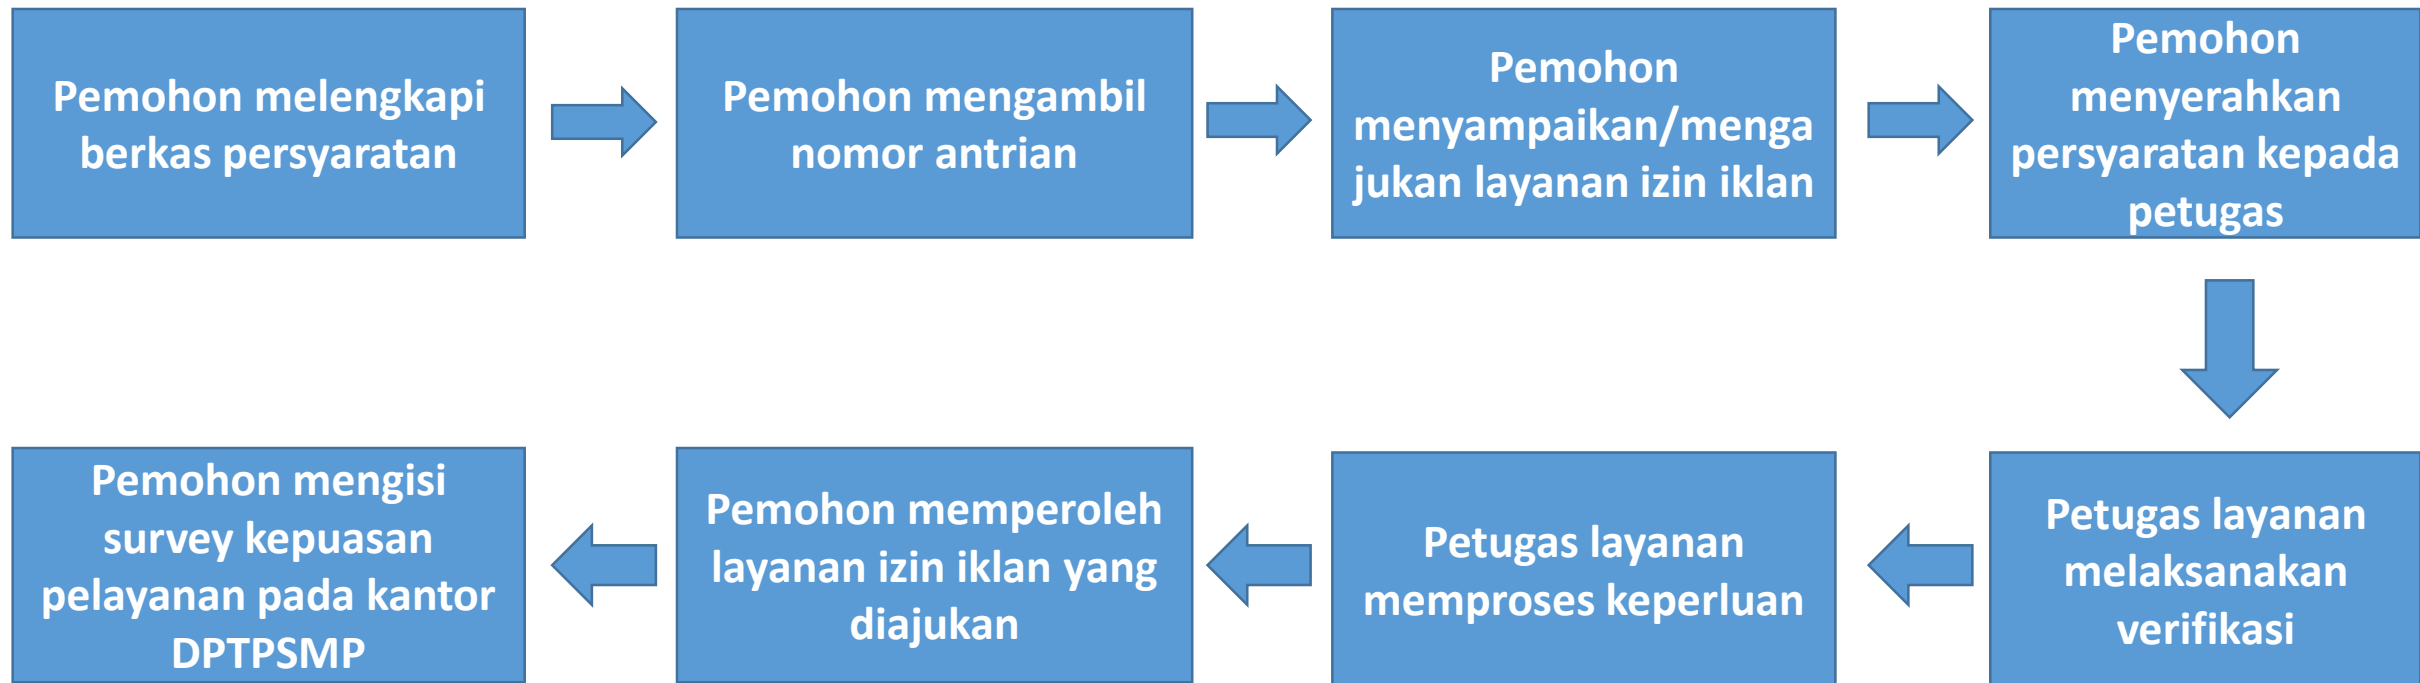 Pemohon melengkapi
berkas persyaratan
Pemohon mengambil
nomor antrian
Pemohon
menyampaikan/menga
jukan layanan izin iklan
Pemohon
menyerahkan
persyaratan kepada
petugas
Petugas layanan
melaksanakan
verifikasi
Petugas layanan
memproses keperluan
Pemohon memperoleh
layanan izin iklan yang
diajukan
Pemohon mengisi
survey kepuasan
pelayanan pada kantor
DPTPSMP